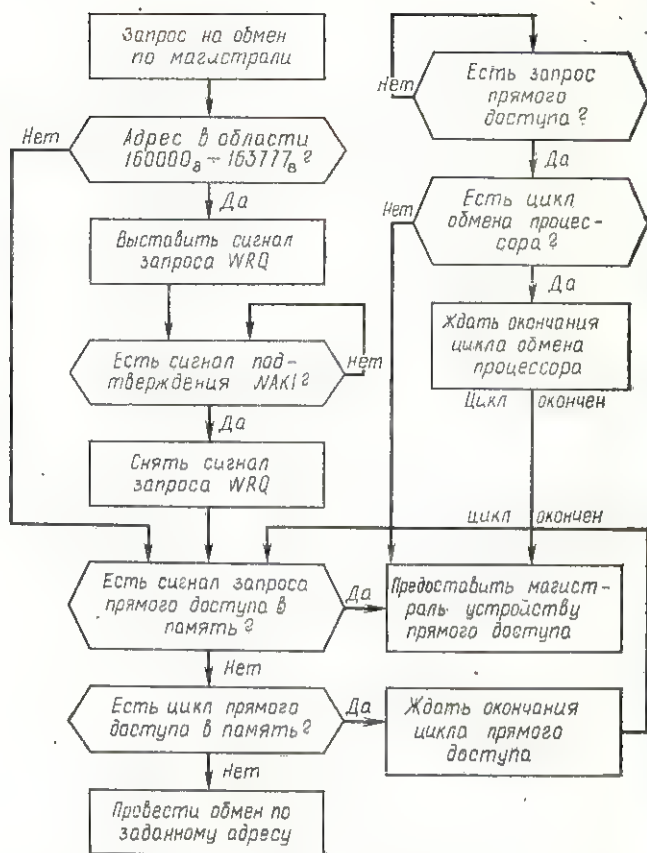 Запрос на обмен
по магистрали
Нет
Адрес в области
160000₈ ÷ 163777₈?
Да
Выставить сигнал
запроса WRQ
Есть сигнал под-
тверждения NAKI?
Нет
Да
Снять сигнал
запроса WRQ
Есть сигнал запроса
прямого доступа в
память?
Да
Нет
Есть цикл прямого
доступа в память?
Да
Нет
Провести обмен по
заданному адресу
Есть запрос
прямого
доступа?
Нет
Да
Есть цикл
обмена процес-
сора?
Нет
Да
Ждать окончания
цикла обмена
процессора
Цикл окончен
цикл окончен
Предоставить магист-
раль устройству
прямого доступа
Ждать окончания
цикла прямого
доступа